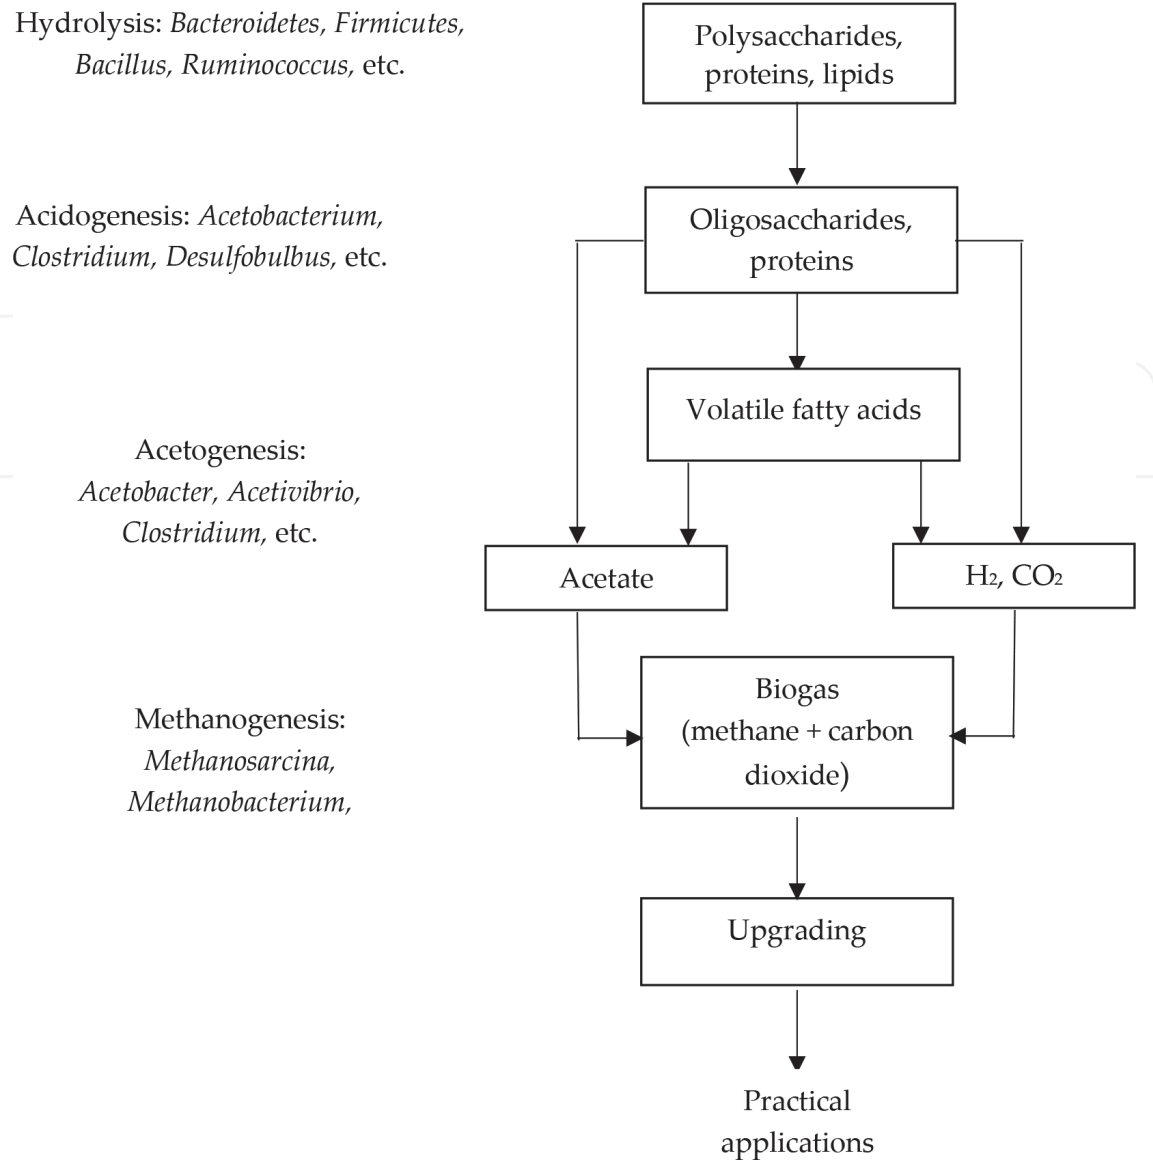 Hydrolysis: Bacteroidetes, Firmicutes,
Bacillus, Ruminococcus, etc.
Polysaccharides,
proteins, lipids
Acidogenesis: Acetobacterium,
Clostridium, Desulfobulbus, etc.
Oligosaccharides,
proteins
Volatile fatty acids
Acetogenesis:
Acetobacter, Acetivibrio,
Clostridium, etc.
Acetate
H₂, CO₂
Methanogenesis:
Methanosarcina,
Methanobacterium,
Biogas
(methane + carbon
dioxide)
Upgrading
Practical
applications